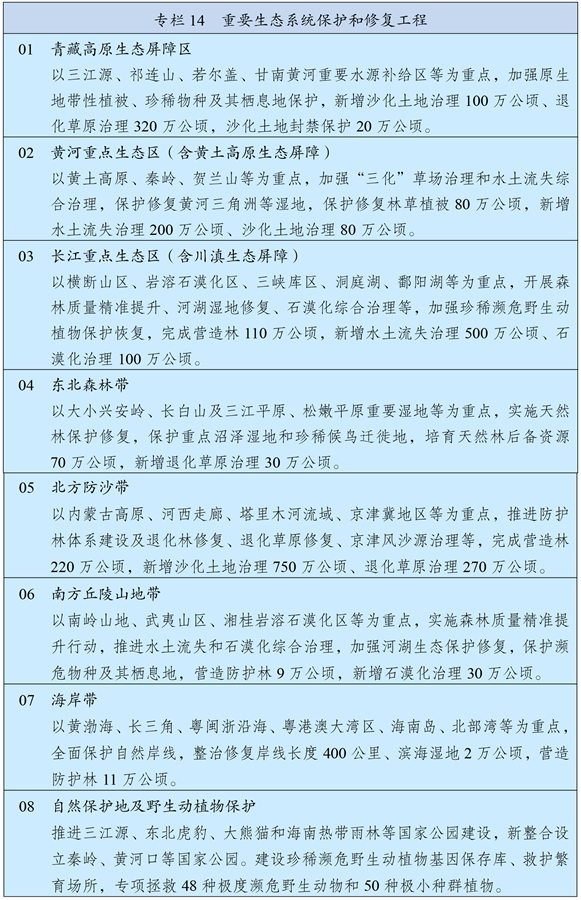 专栏14 重要生态系统保护和修复工程
01 青藏高原生态屏障区
以三江源、祁连山、若尔盖、甘南黄河重要水源补给区等为重点，加强原生
地带性植被、珍稀物种及其栖息地保护，新增沙化土地治理100万公顷、退
化草原治理320万公顷，沙化土地封禁保护20万公顷。
02 黄河重点生态区（含黄土高原生态屏障）
以黄土高原、秦岭、贺兰山等为重点，加强“三化”草场治理和水土流失综
合治理，保护修复黄河三角洲等湿地，保护修复林草植被80万公顷，新增
水土流失治理200万公顷、沙化土地治理80万公顷。
03 长江重点生态区（含川滇生态屏障）
以横断山区、岩溶石漠化区、三峡库区、洞庭湖、鄱阳湖等为重点，开展森
林质量精准提升、河湖湿地修复、石漠化综合治理等，加强珍稀濒危野生动
植物保护恢复，完成营造林110万公顷，新增水土流失治理500万公顷、石
漠化治理100万公顷。
04 东北森林带
以大小兴安岭、长白山及三江平原、松嫩平原重要湿地等为重点，实施天然
林保护修复，保护重点沼泽湿地和珍稀候鸟迁徙地，培育天然林后备资源
70万公顷，新增退化草原治理30万公顷。
05 北方防沙带
以内蒙古高原、河西走廊、塔里木河流域、京津冀地区等为重点，推进防护
林体系建设及退化林修复、退化草原修复、京津风沙源治理等，完成营造林
220万公顷，新增沙化土地治理750万公顷、退化草原治理270万公顷。
06 南方丘陵山地带
以南岭山地、武夷山区、湘桂岩溶石漠化区等为重点，实施森林质量精准提
升行动，推进水土流失和石漠化综合治理，加强河湖生态保护修复，保护濒
危物种及其栖息地，营造防护林9万公顷，新增石漠化治理30万公顷。
07 海岸带
以黄渤海、长三角、粤闽浙沿海、粤港澳大湾区、海南岛、北部湾等为重点，
全面保护自然岸线，整治修复岸线长度400公里、滨海湿地2万公顷，营造
防护林11万公顷。
08 自然保护地及野生动植物保护
推进三江源、东北虎豹、大熊猫和海南热带雨林等国家公园建设，新整合设
立秦岭、黄河口等国家公园。建设珍稀濒危野生动植物基因保存库、救护繁
育场所，专项拯救48种极度濒危野生动物和50种极小种群植物。